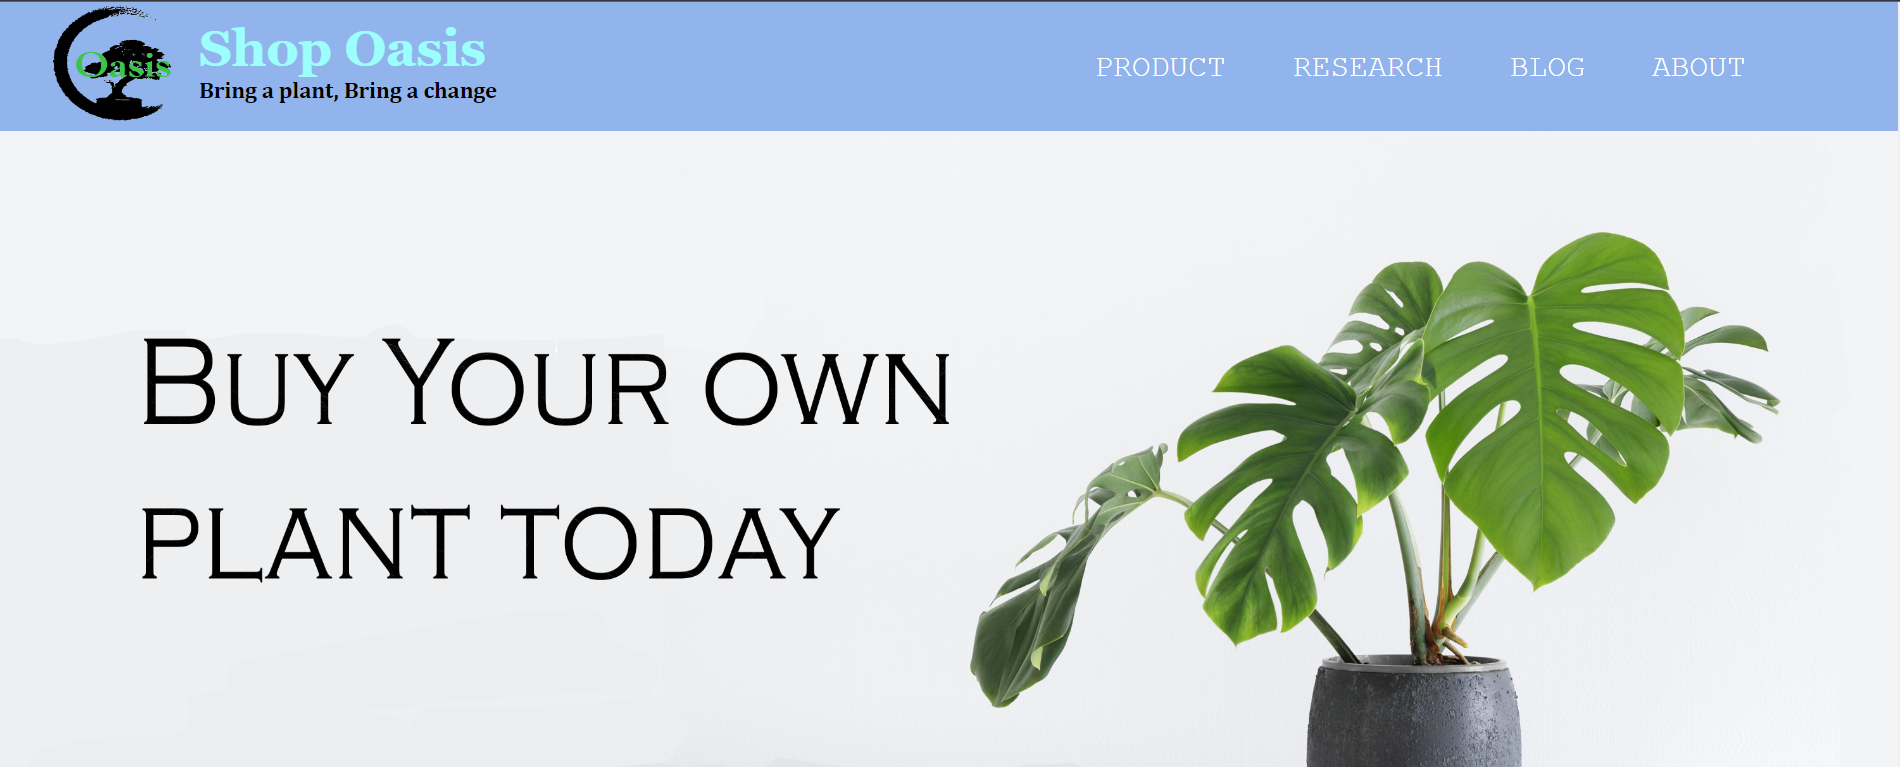 Oasis
Shop Oasis
Bring a plant, Bring a change
PRODUCT RESEARCH BLOG ABOUT
Buy Your own
plant today